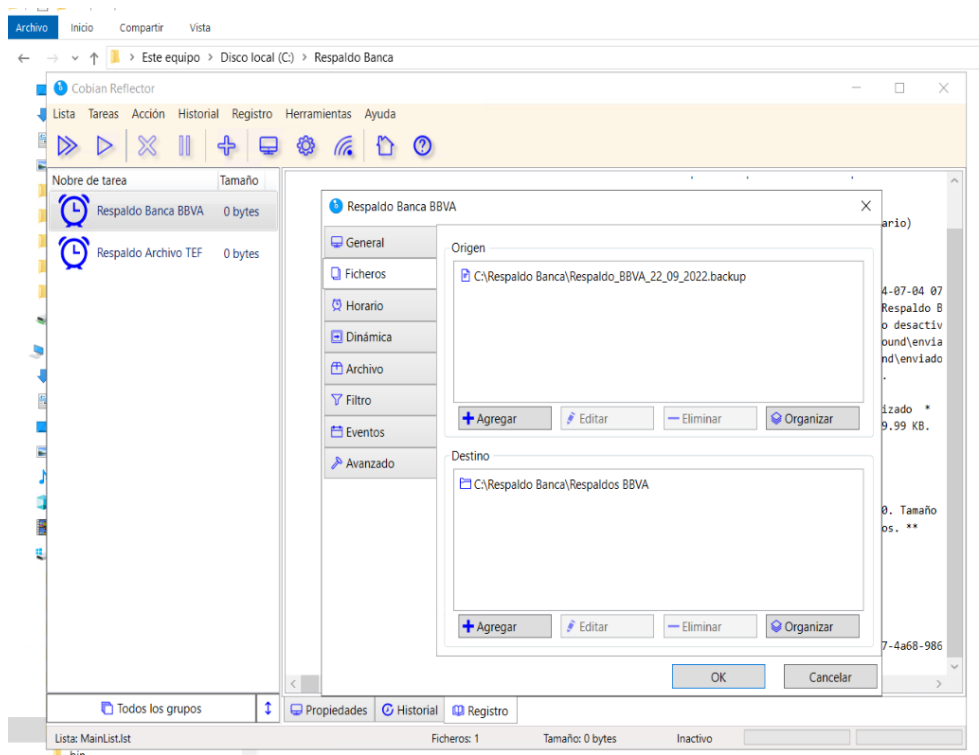 Archivo Inicio Compartir Vista
Este equipo > Disco local (C:) > Respaldo Banca
Cobian Reflector
Lista Tareas Acción Historial Registro Herramientas Ayuda
Nobre de tarea Tamaño
Respaldo Banca BBVA 0 bytes
Respaldo Archivo TEF 0 bytes
Respaldo Banca BBVA
General
Ficheros
Horario
Dinámica
Archivo
Filtro
Eventos
Avanzado
Origen
C:\Respaldo Banca\Respaldo_BBVA_22_09_2022.backup
Agregar Editar Eliminar Organizar
Destino
C:\Respaldo Banca\Respaldos BBVA
Agregar Editar Eliminar Organizar
OK Cancelar
ario)
4-07-04 07
Respaldo B
o desactiv
ound\envia
nd\enviado
.
izado *
9.99 KB.
0. Tamaño
os. **
7-4a68-986
Todos los grupos
Propiedades Historial Registro
Lista: MainList.lst Ficheros: 1 Tamaño: 0 bytes Inactivo